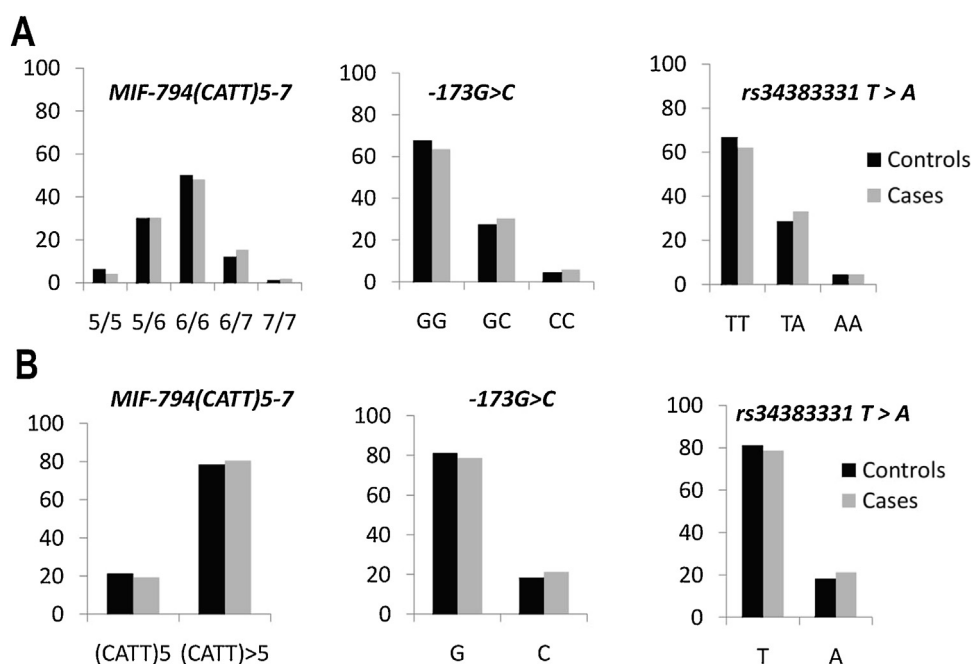 A
MIF-794(CATT)5-7
100
80
60
40
20
0
5/5 5/6 6/6 6/7 7/7
-173G>C
100
80
60
40
20
0
GG GC CC
rs34383331 T > A
100
80
60
40
20
0
TT TA AA
Controls
Cases
B
MIF-794(CATT)5-7
100
80
60
40
20
0
(CATT)5 (CATT)>5
-173G>C
100
80
60
40
20
0
G C
rs34383331 T > A
100
80
60
40
20
0
T A
Controls
Cases